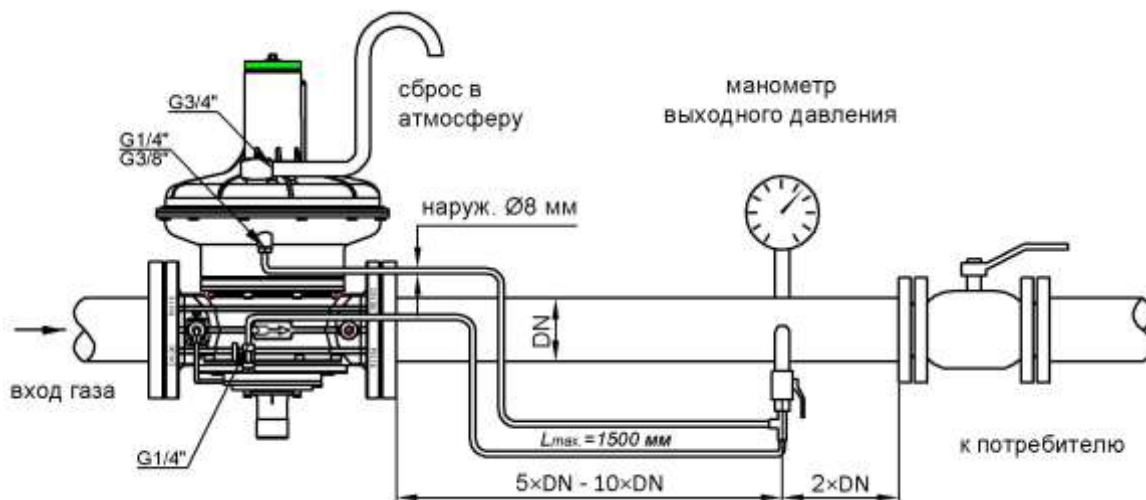 G3/4"
сброс в
атмосферу
манометр
выходного давления
G1/4"
G3/8"
наруж. Ø8 мм
DN
вход газа
Lmax.=1500 мм
G1/4"
к потребителю
5×DN - 10×DN
2×DN